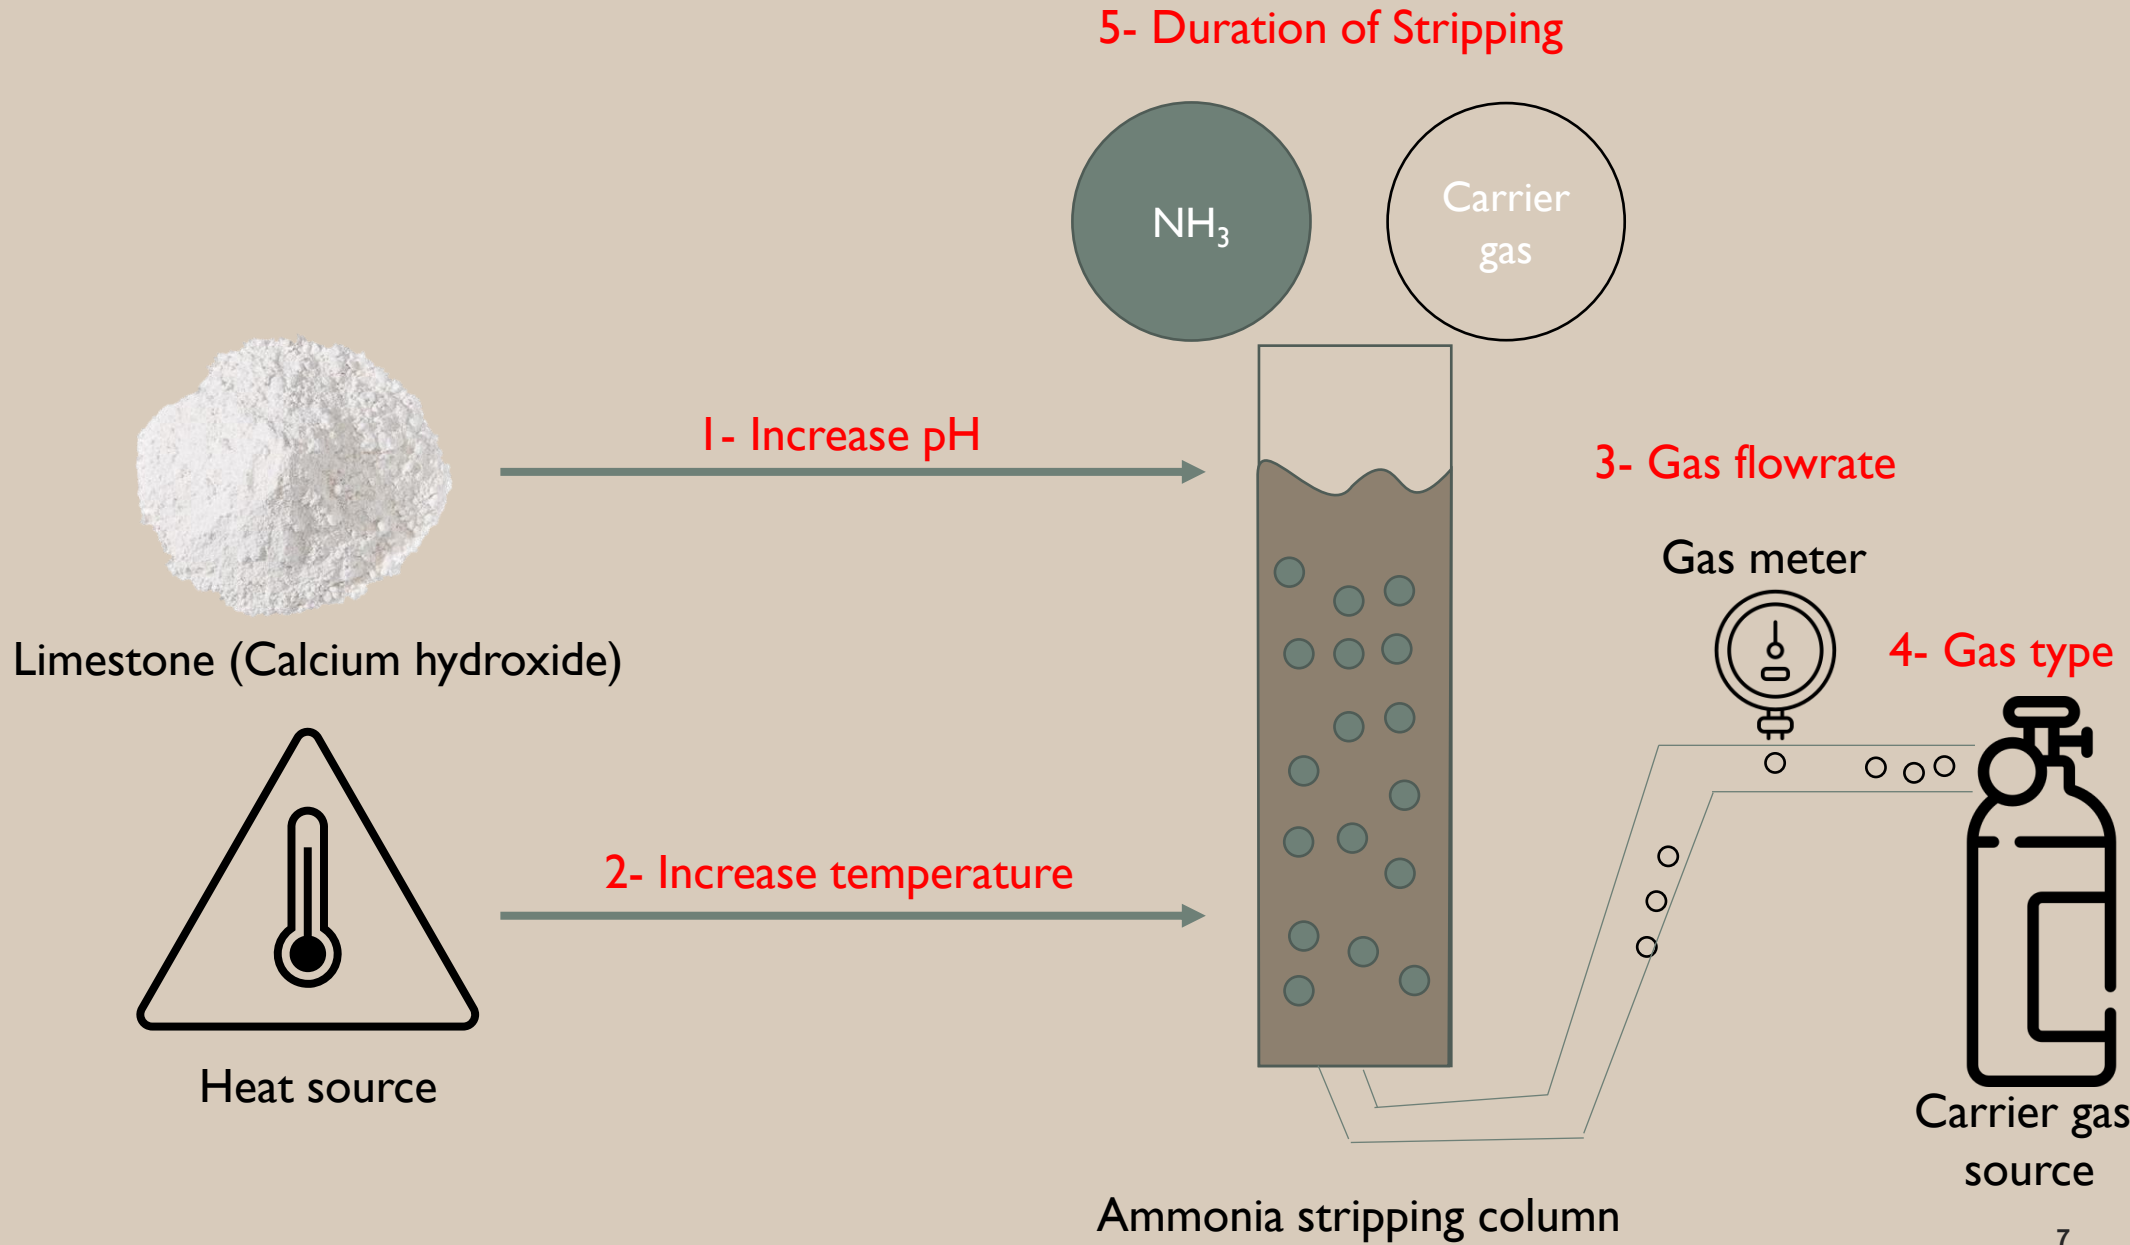 5- Duration of Stripping
NH₃
Carrier
gas
1- Increase pH
3- Gas flowrate
Gas meter
4- Gas type
Limestone (Calcium hydroxide)
2- Increase temperature
Heat source
Carrier gas
source
Ammonia stripping column
7